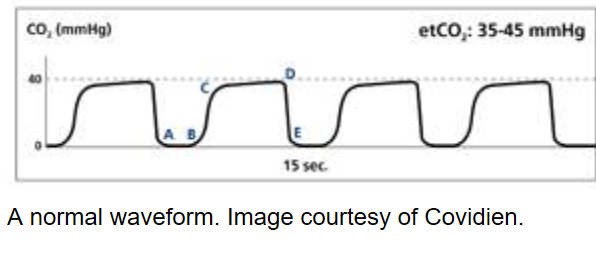 CO₂ (mmHg) etCO₂: 35-45 mmHg
40
C D
A B E
0
15 sec.
A normal waveform. Image courtesy of Covidien.